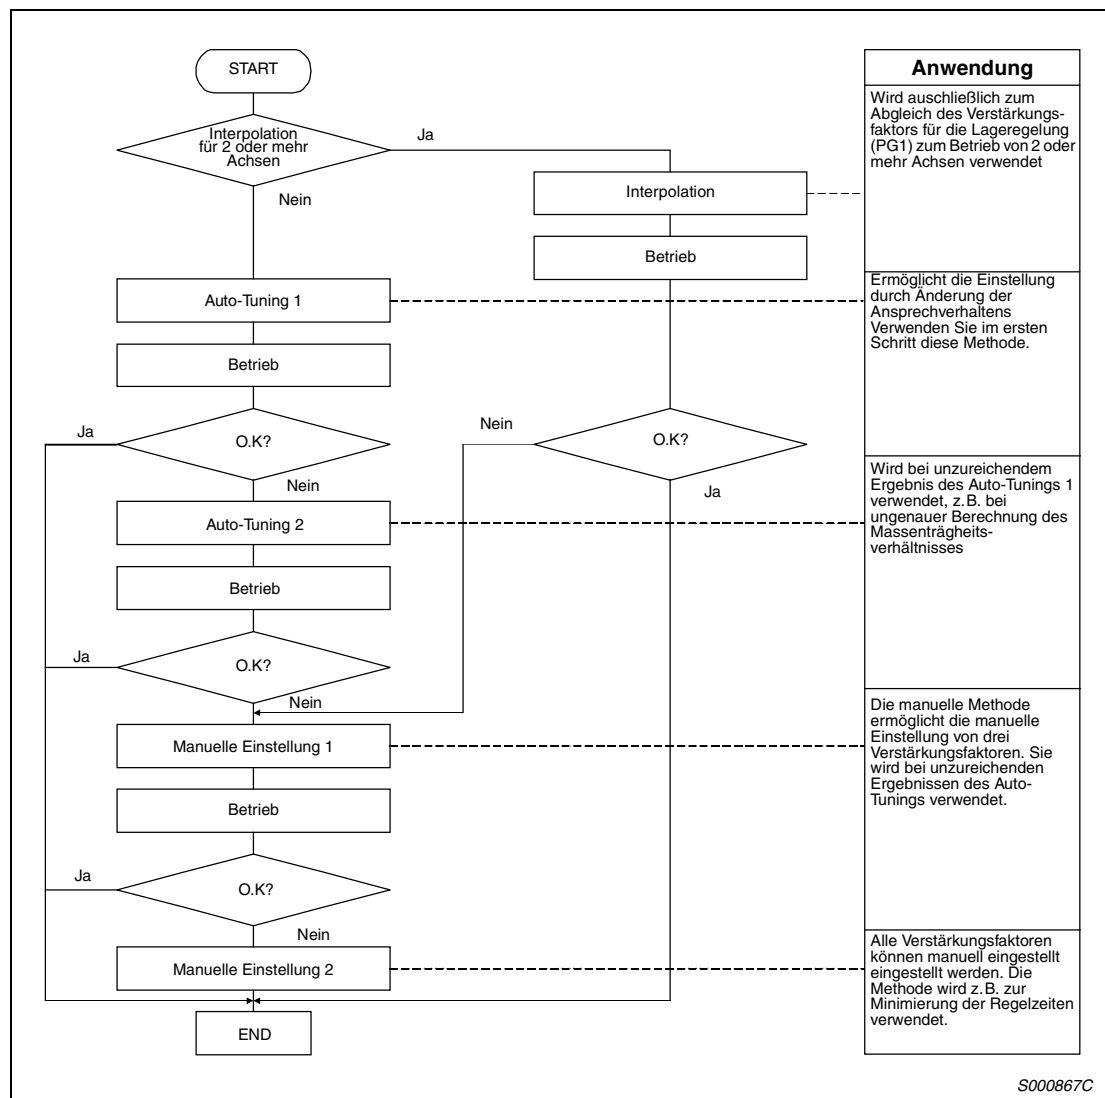 START
Interpolation
für 2 oder mehr
Achsen
Ja
Nein
Interpolation
Betrieb
Auto-Tuning 1
Betrieb
Ja
O.K?
Nein
Nein
O.K?
Ja
Auto-Tuning 2
Betrieb
Ja
O.K?
Nein
Manuelle Einstellung 1
Betrieb
Ja
O.K?
Nein
Manuelle Einstellung 2
END
Anwendung
Wird auschließlich zum
Abgleich des Verstärkungs-
faktors für die Lageregelung
(PG1) zum Betrieb von 2 oder
mehr Achsen verwendet
Ermöglicht die Einstellung
durch Änderung der
Ansprechverhaltens
Verwenden Sie im ersten
Schritt diese Methode.
Wird bei unzureichendem
Ergebnis des Auto-Tunings 1
verwendet, z.B. bei
ungenauer Berechnung des
Massenträgheits-
verhältnisses
Die manuelle Methode
ermöglicht die manuelle
Einstellung von drei
Verstärkungsfaktoren. Sie
wird bei unzureichenden
Ergebnissen des Auto-
Tunings verwendet.
Alle Verstärkungsfaktoren
können manuell eingestellt
eingestellt werden. Die
Methode wird z.B. zur
Minimierung der Regelzeiten
verwendet.
S000867C